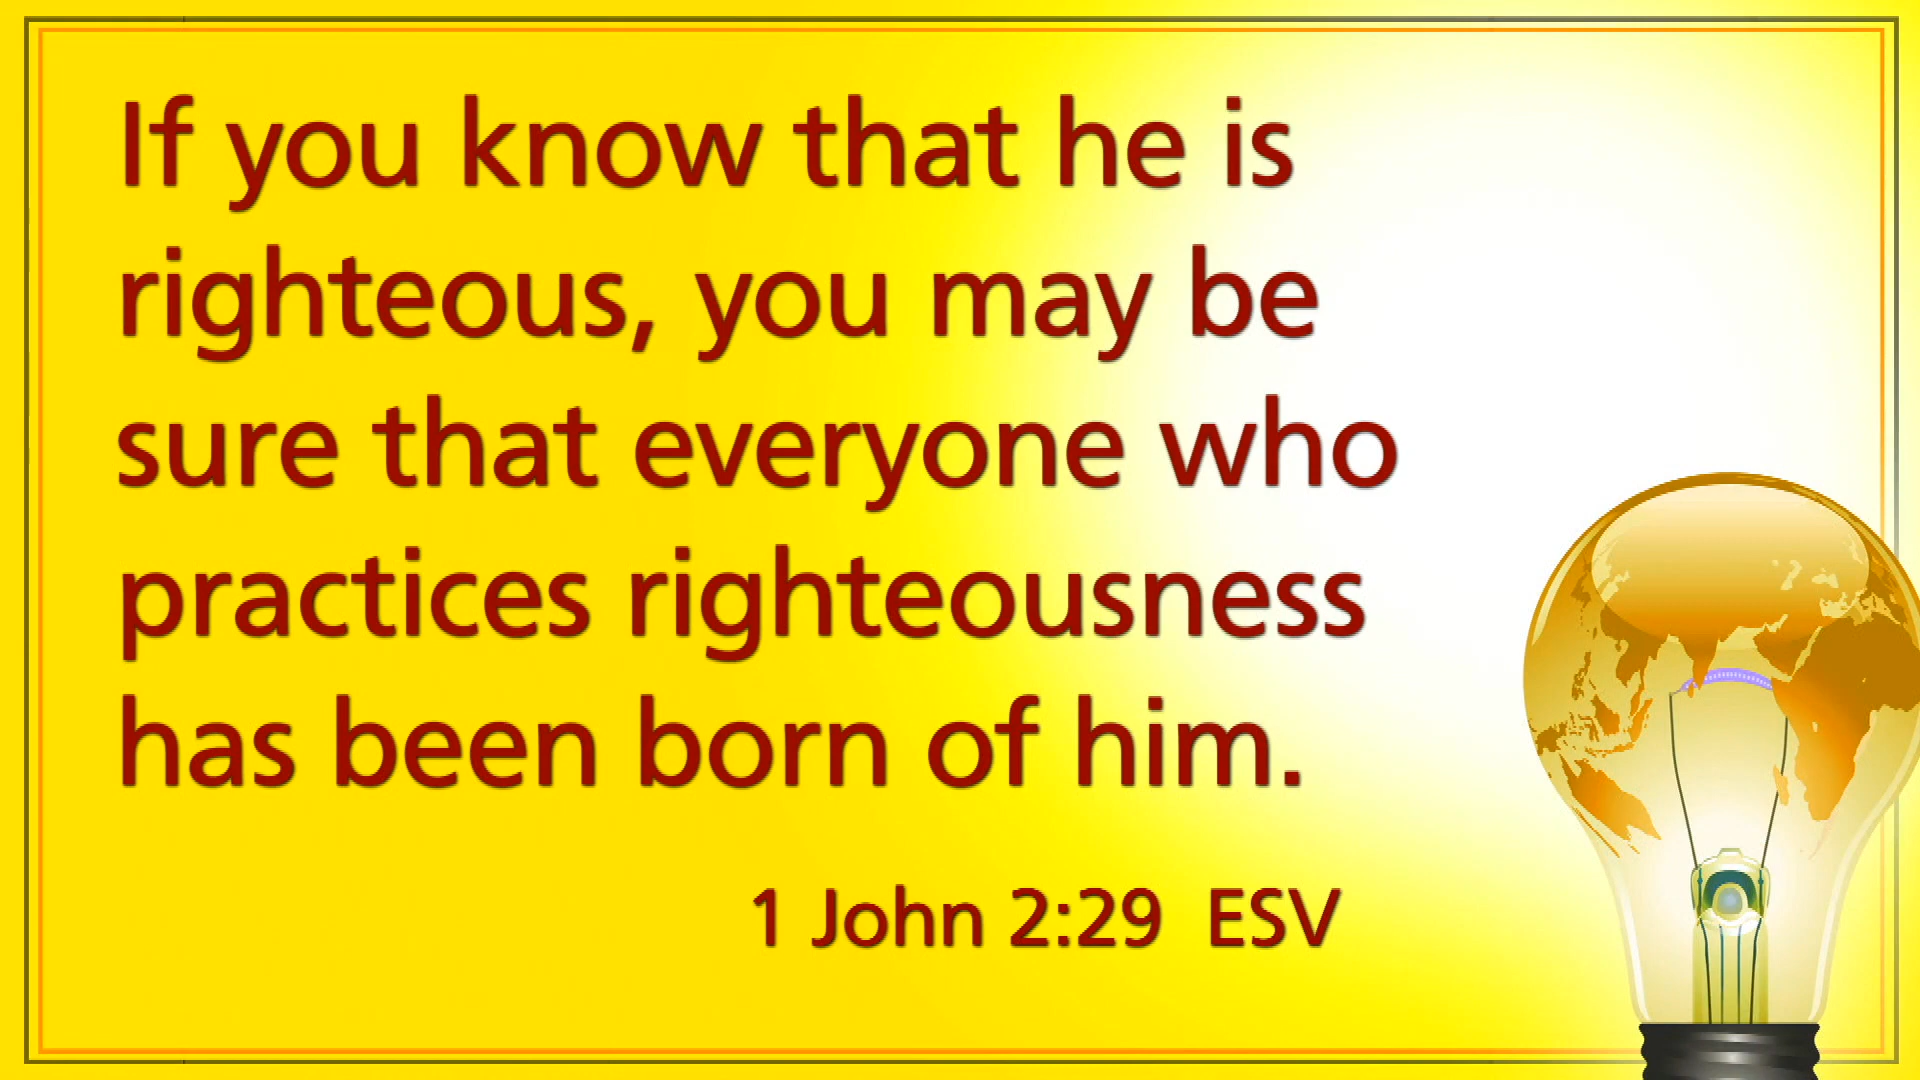 If you know that he is
righteous, you may be
sure that everyone who
practices righteousness
has been born of him.
1 John 2:29 ESV